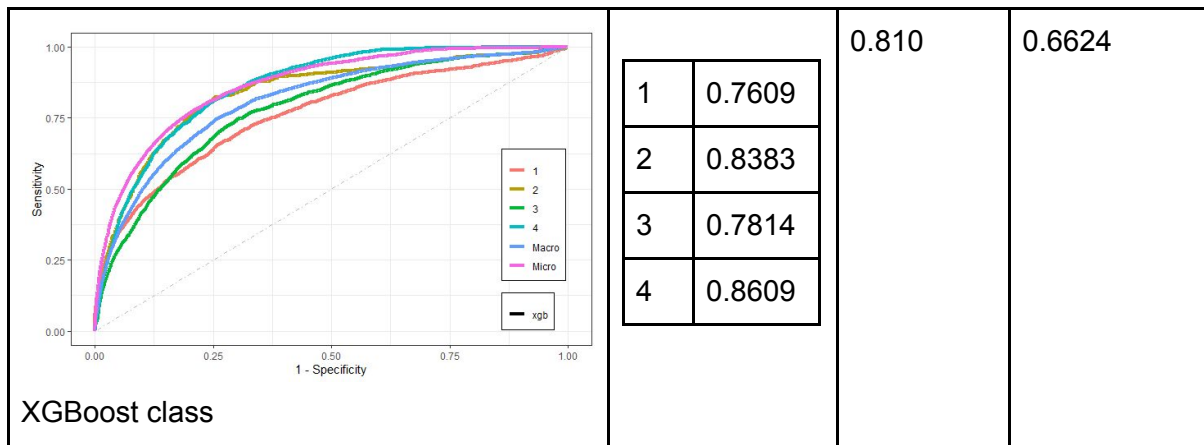 1.00
0.75
0.50
0.25
0.00
Sensitivity
0.00 0.25 0.50 0.75 1.00
1 - Specificity
1
2
3
4
Macro
Micro
xgb
XGBoost class
1 0.7609
2 0.8383
3 0.7814
4 0.8609
0.810
0.6624